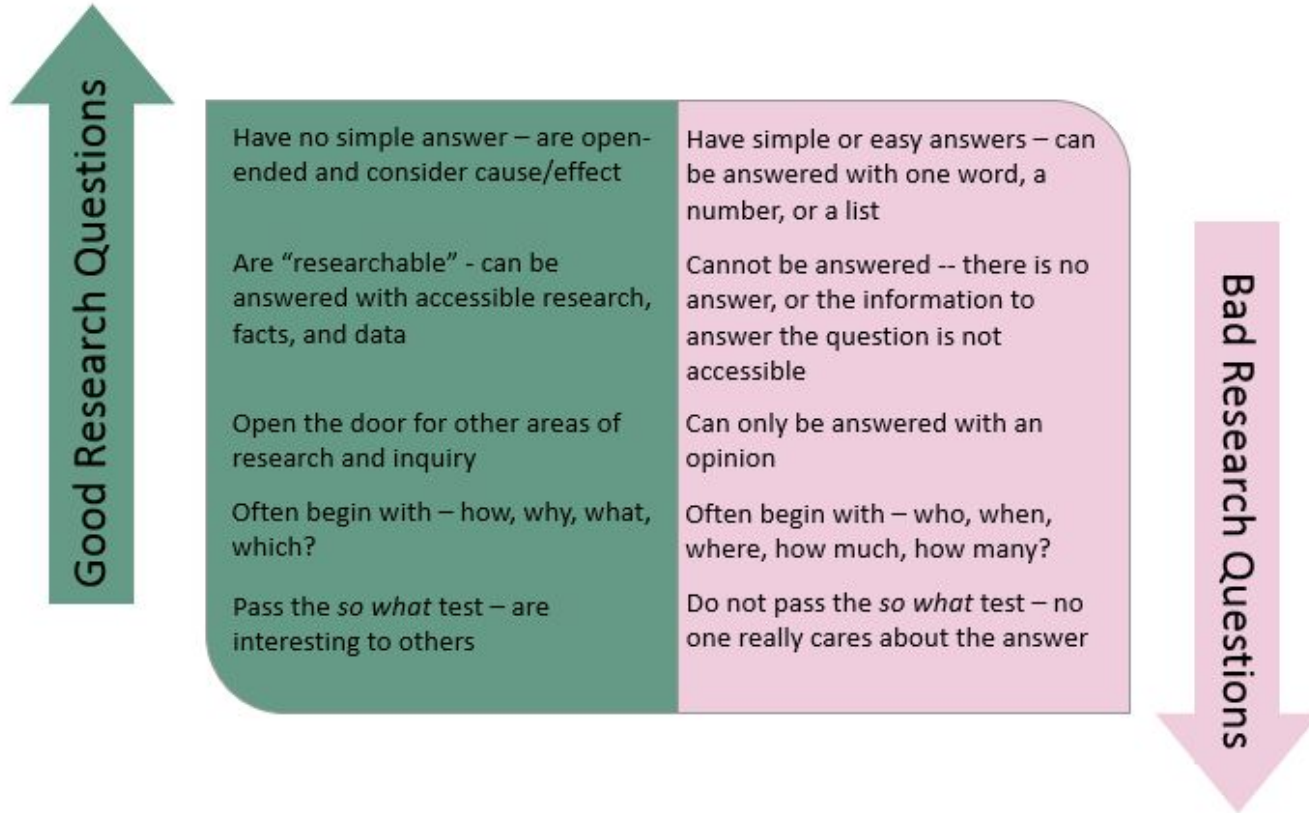 Good Research Questions
Have no simple answer – are open-
ended and consider cause/effect
Are “researchable” - can be
answered with accessible research,
facts, and data
Open the door for other areas of
research and inquiry
Often begin with – how, why, what,
which?
Pass the so what test – are
interesting to others
Have simple or easy answers – can
be answered with one word, a
number, or a list
Cannot be answered -- there is no
answer, or the information to
answer the question is not
accessible
Can only be answered with an
opinion
Often begin with – who, when,
where, how much, how many?
Do not pass the so what test – no
one really cares about the answer
Bad Research Questions